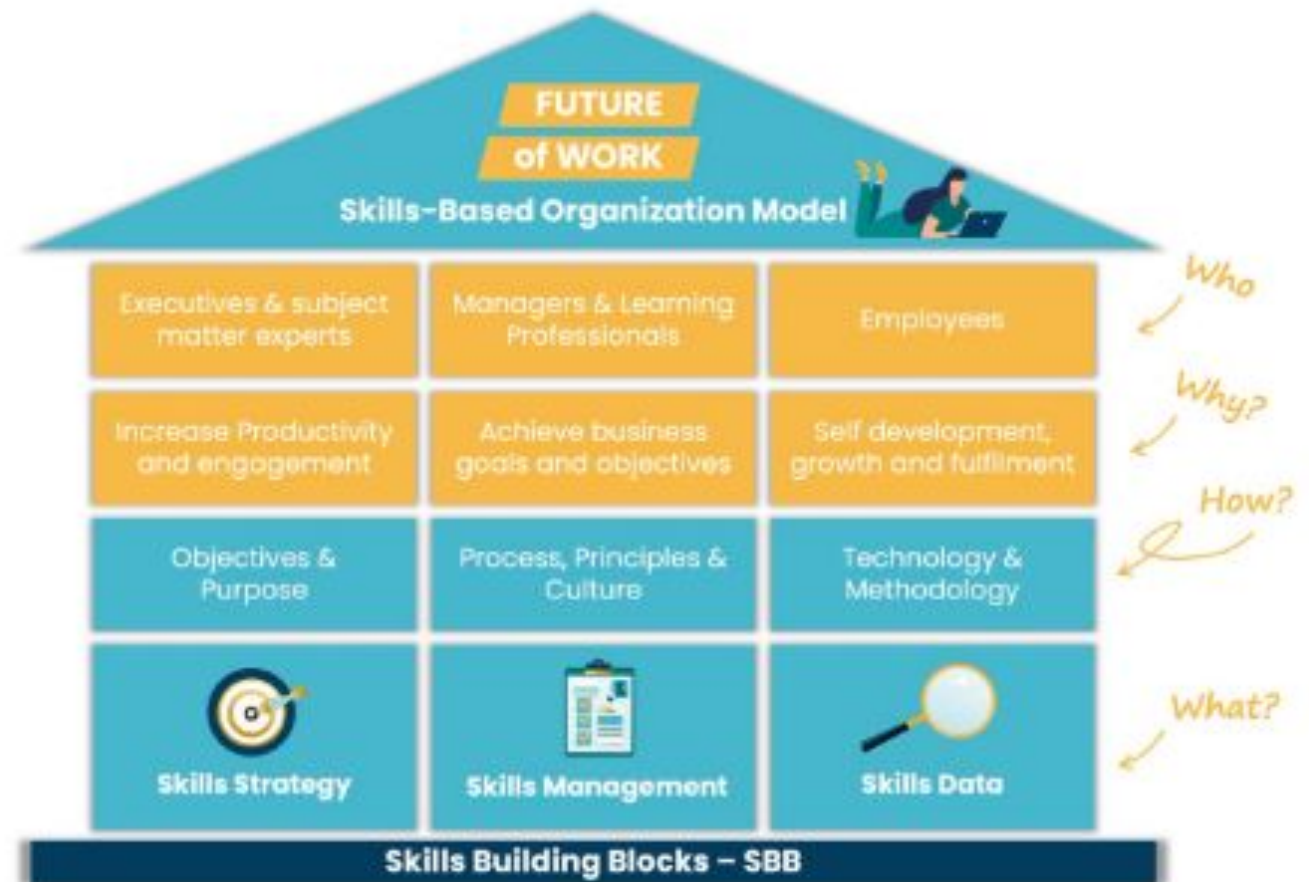 FUTURE
of WORK
Skills-Based Organization Model
Who
Executives & subject
matter experts
Managers & Learning
Professionals
Employees
Why?
Increase Productivity
and engagement
Achieve business
goals and objectives
Self development,
growth and fulfilment
How?
Objectives &
Purpose
Process, Principles &
Culture
Technology &
Methodology
What?
Skills Strategy
Skills Management
Skills Data
Skills Building Blocks – SBB